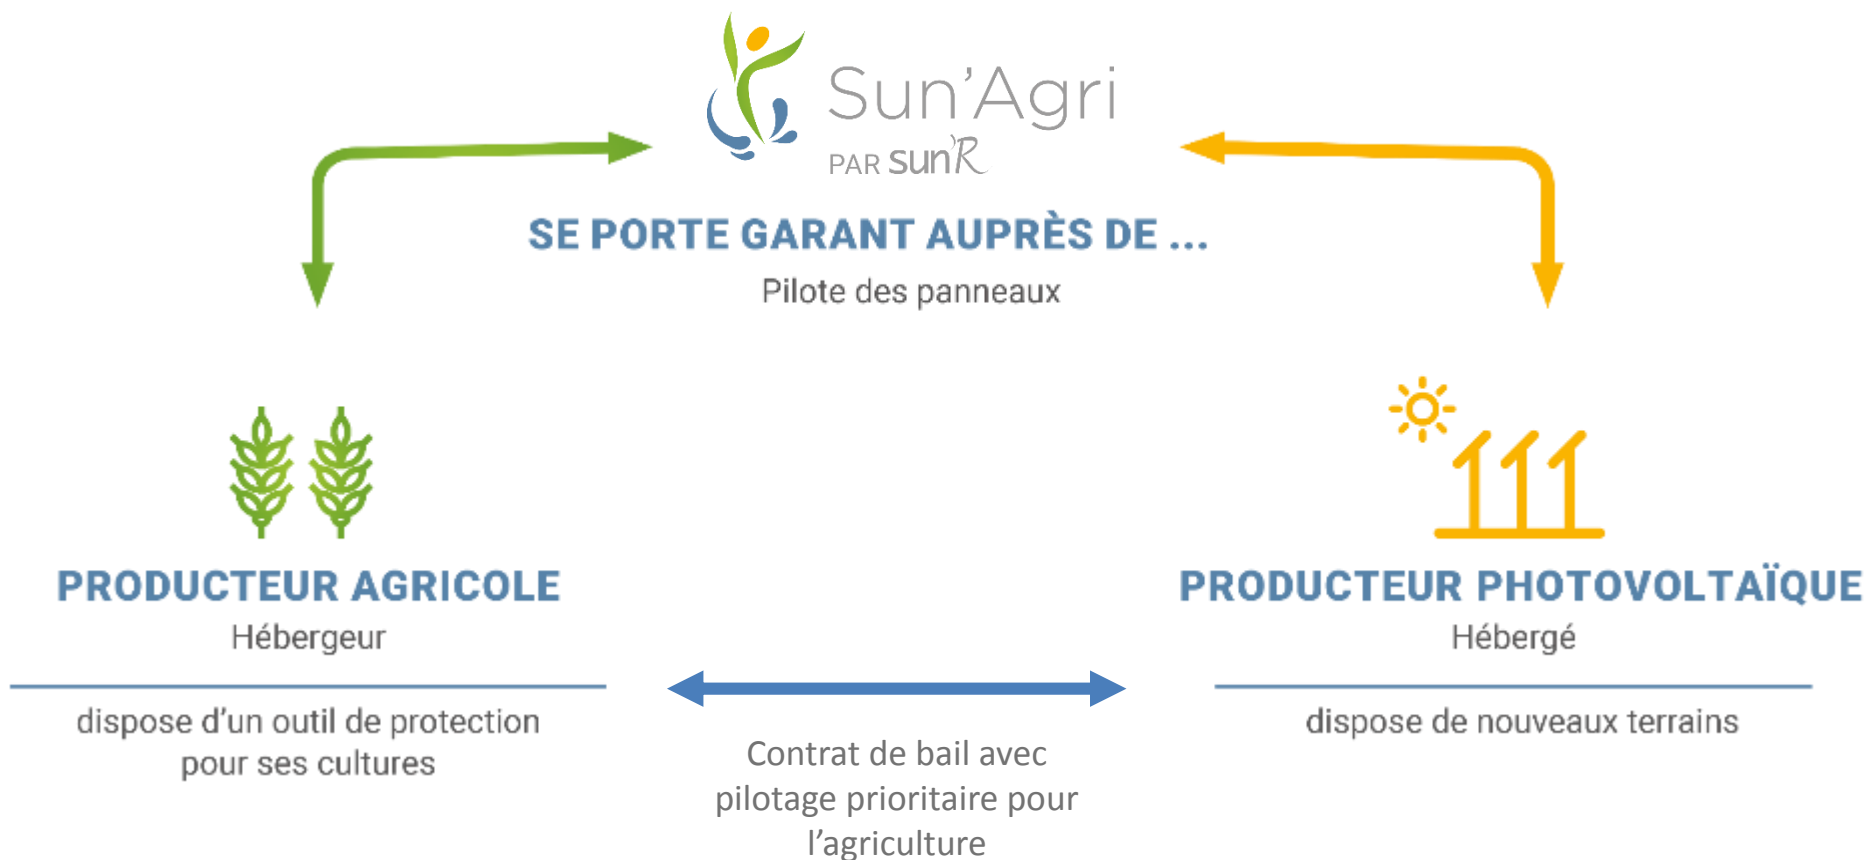 Sun'Agri
PAR sun'R
SE PORTE GARANT AUPRÈS DE ...
Pilote des panneaux
PRODUCTEUR AGRICOLE
Hébergeur
dispose d'un outil de protection
pour ses cultures
PRODUCTEUR PHOTOVOLTAÏQUE
Hébergé
dispose de nouveaux terrains
Contrat de bail avec
pilotage prioritaire pour
l'agriculture